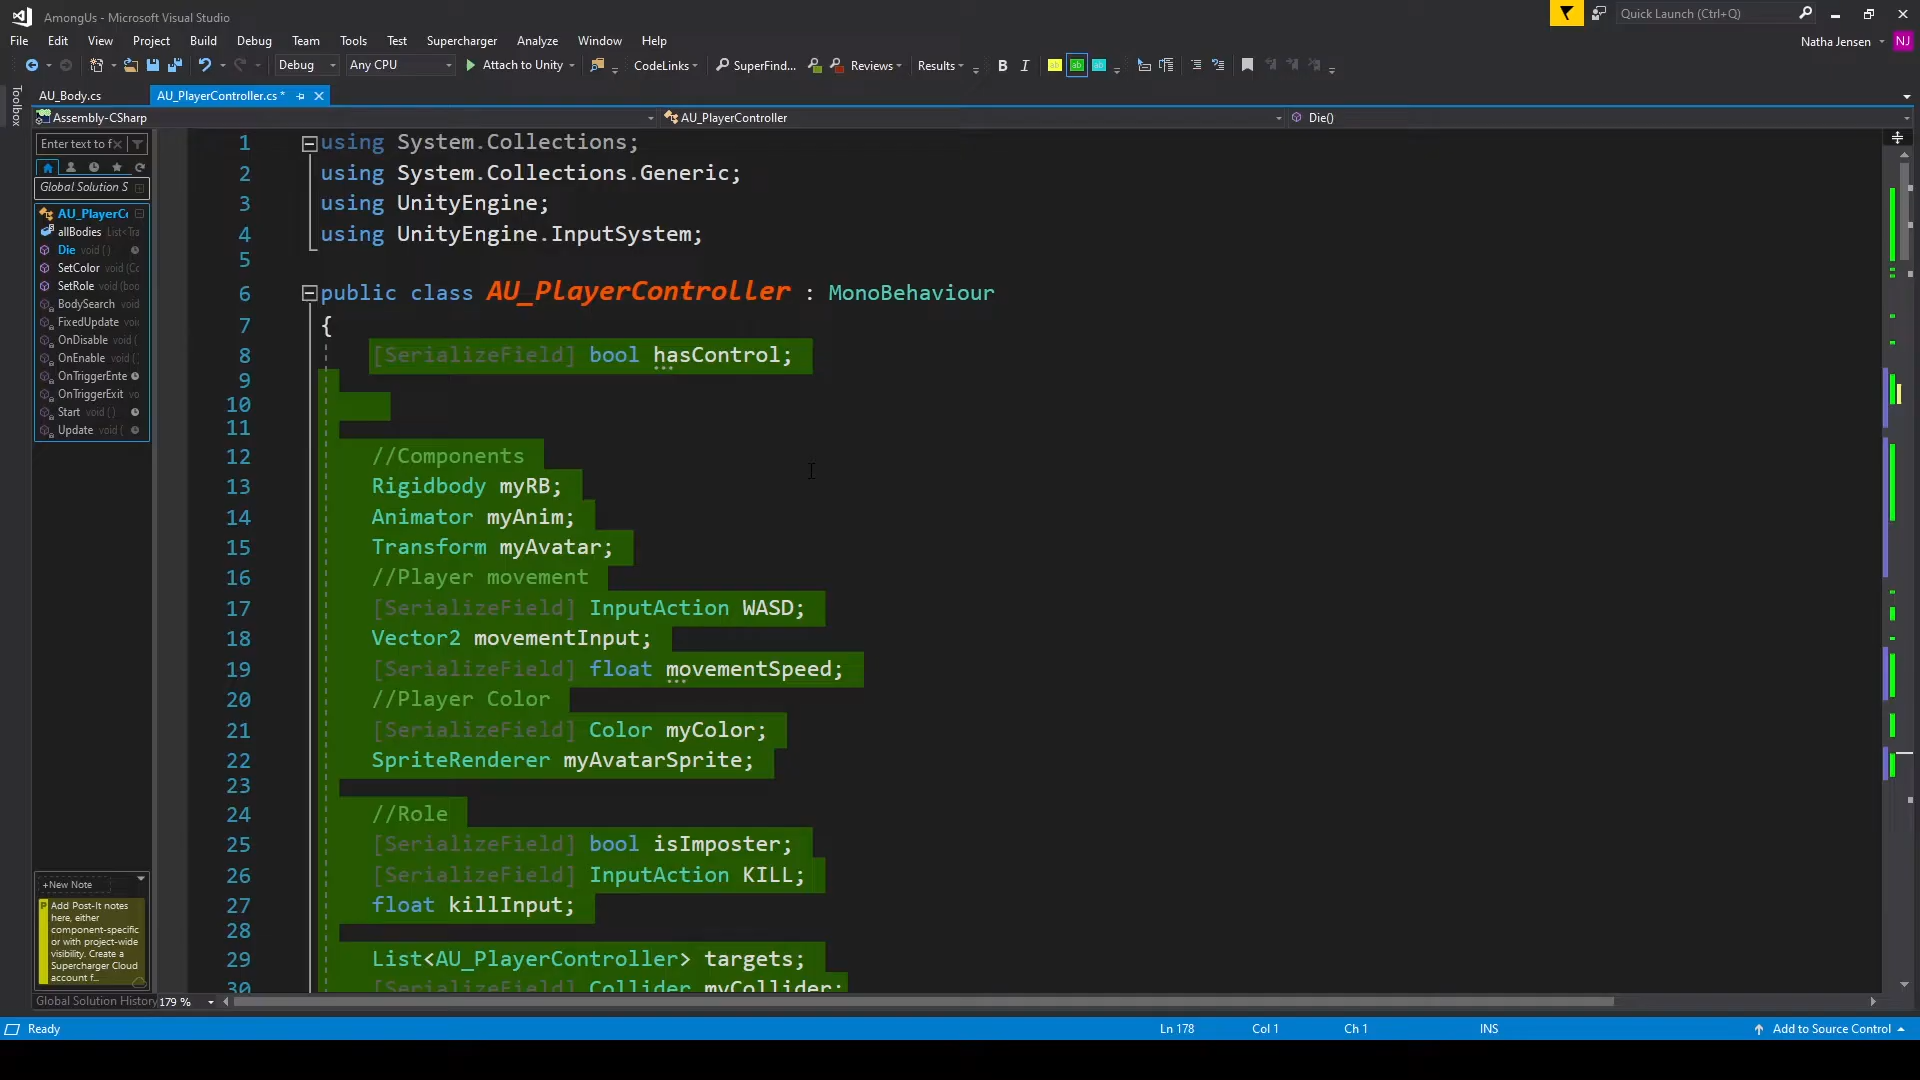 AmongUs - Microsoft Visual Studio
Quick Launch (Ctrl+Q)
File Edit View Project Build Debug Team Tools Test Supercharger Analyze Window Help
Natha Jensen NJ
Debug Any CPU Attach to Unity CodeLinks SuperFind... Reviews Results B I
Toolbox
AU_Body.cs AU_PlayerController.cs *
Assembly-CSharp AU_PlayerController Die()
Enter text to f
Global Solution S
AU_PlayerC
allBodies List<Tra
Die void ()
SetColor void (Co
SetRole void (boo
BodySearch
FixedUpdate voi
OnDisable void (
OnEnable void (
OnTriggerEnte
OnTriggerExit
Start void ()
Update void (
1 using System.Collections;
2 using System.Collections.Generic;
3 using UnityEngine;
4 using UnityEngine.InputSystem;
5
6 public class AU_PlayerController : MonoBehaviour
7 {
8 [SerializeField] bool hasControl;
9
10
11
12 //Components
13 Rigidbody myRB;
14 Animator myAnim;
15 Transform myAvatar;
16 //Player movement
17 [SerializeField] InputAction WASD;
18 Vector2 movementInput;
19 [SerializeField] float movementSpeed;
20 //Player Color
21 [SerializeField] Color myColor;
22 SpriteRenderer myAvatarSprite;
23
24 //Role
25 [SerializeField] bool isImposter;
26 [SerializeField] InputAction KILL;
27 float killInput;
28
29 List<AU_PlayerController> targets;
30 [SerializeField] Collider myCollider;
+New Note
Add Post-It notes
here, either
component-specific
or with project-wide
visibility. Create a
Supercharger Cloud
account f...
Global Solution History 179 %
Ready Ln 178 Col 1 Ch 1 INS Add to Source Control